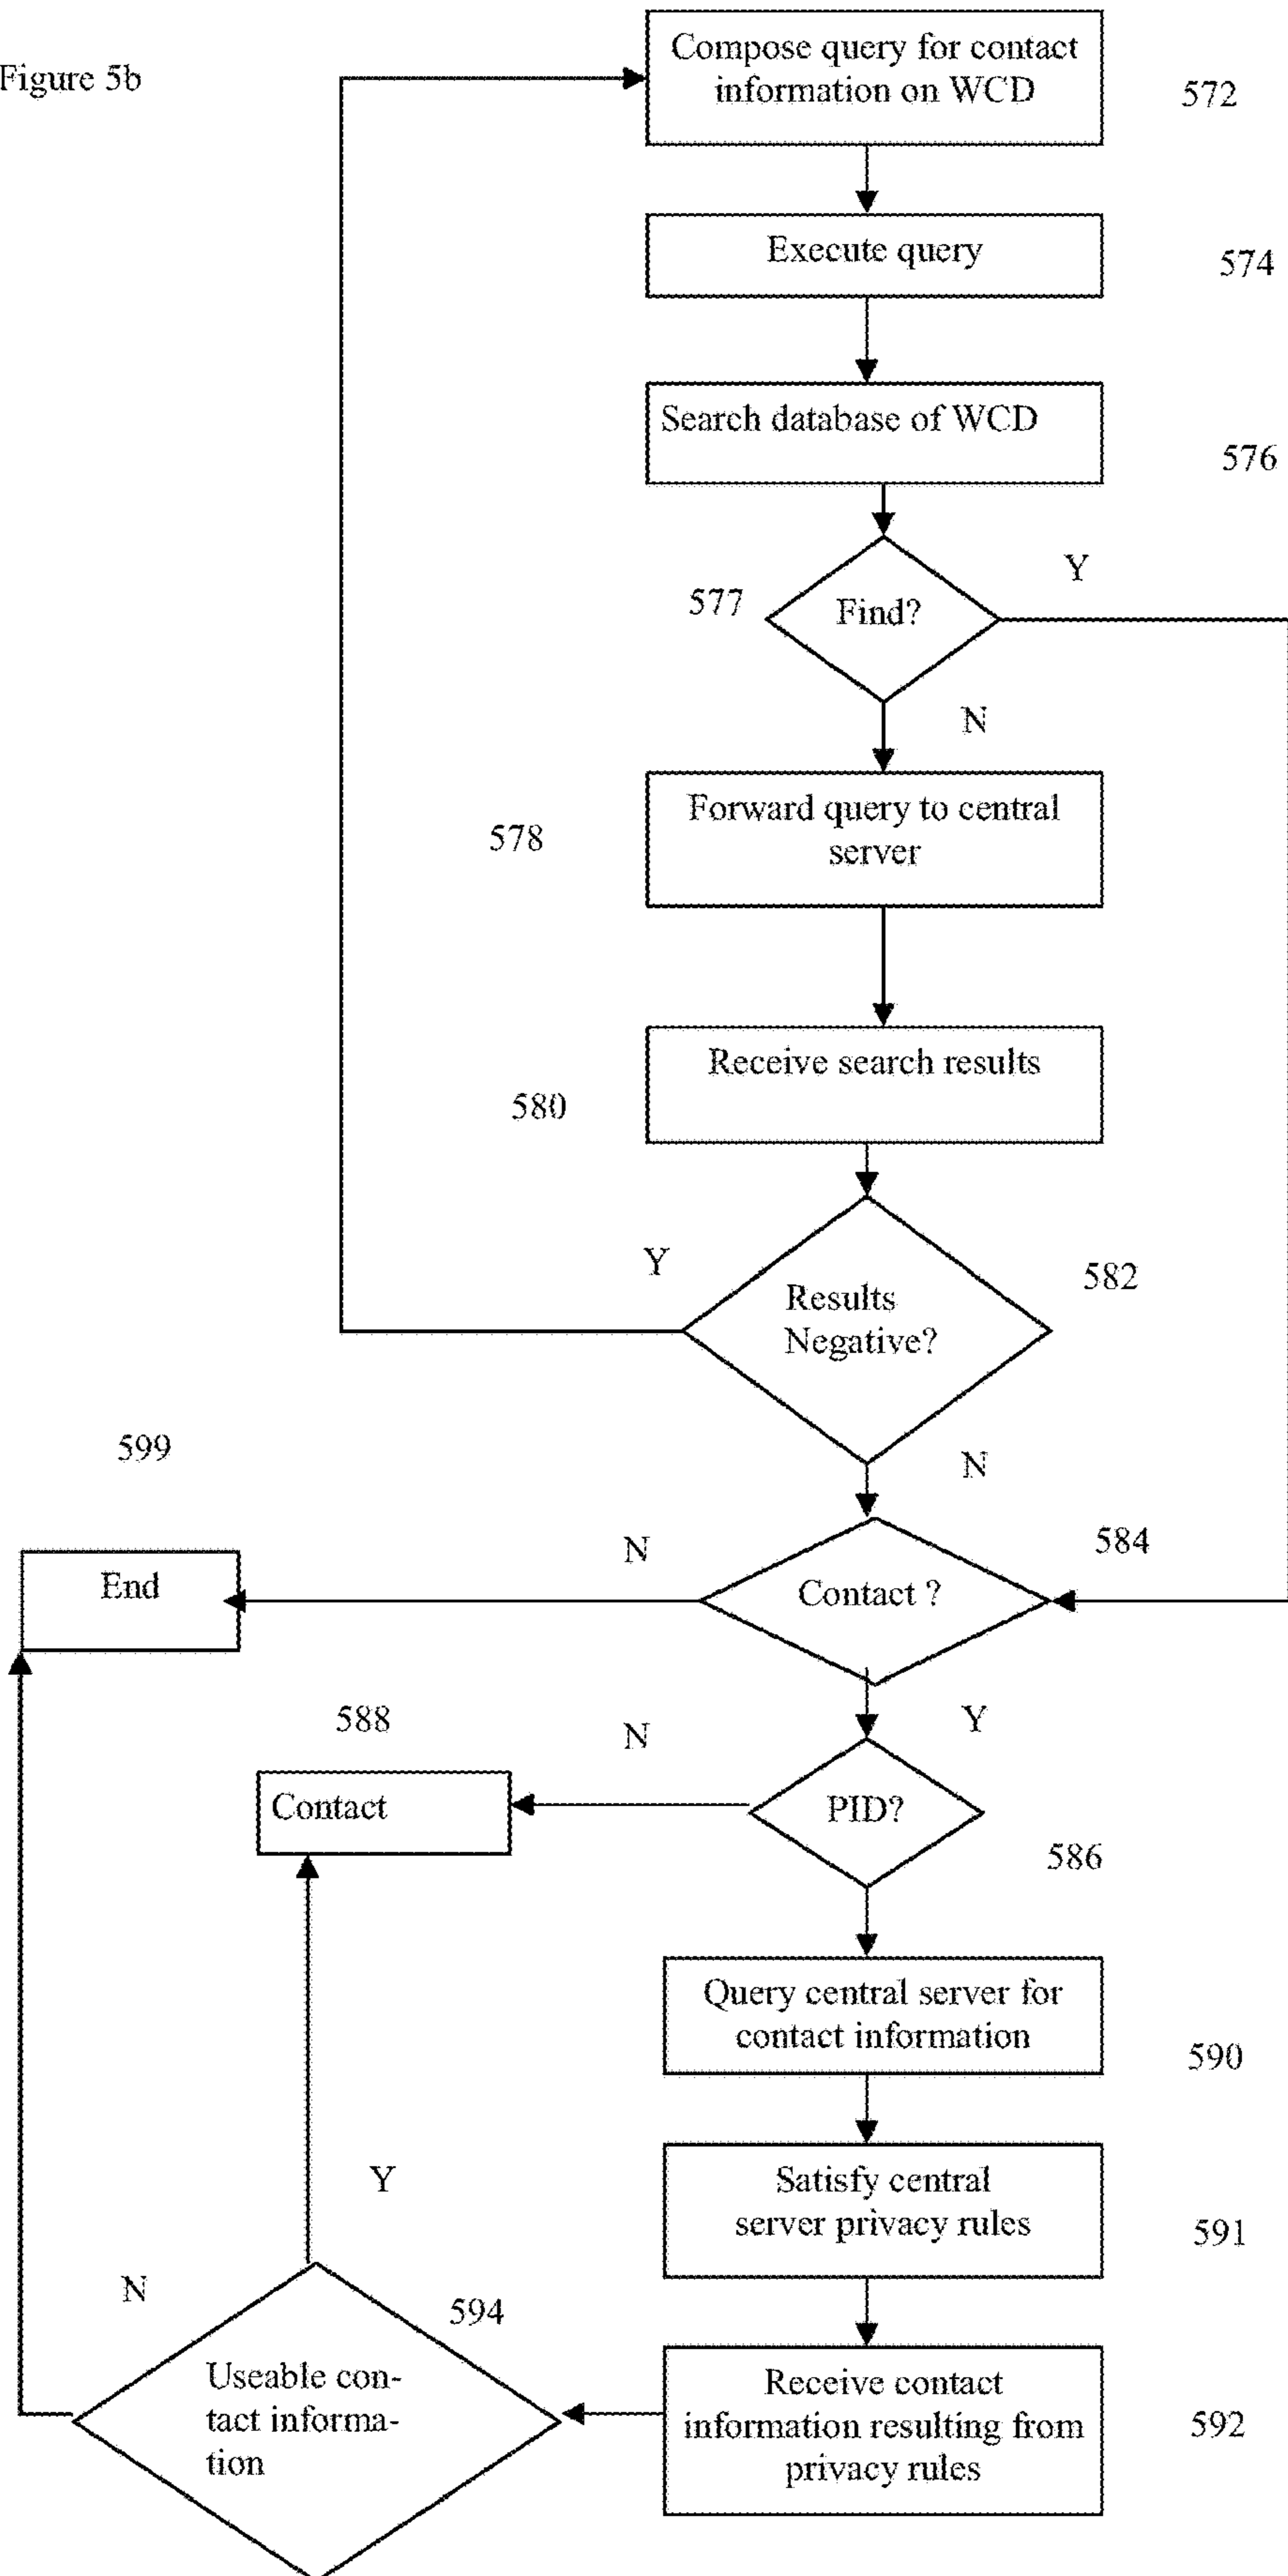 Figure 5b
Compose query for contact
information on WCD
572
Execute query
574
Search database of WCD
576
Y
577
Find?
N
Forward query to central
server
578
Receive search results
580
Y
582
Results
Negative?
599
N
N
584
End
Contact ?
588
N
Y
Contact
PID?
586
Query central server for
contact information
590
Satisfy central
server privacy rules
591
Y
N
594
Useable con-
tact informa-
tion
Receive contact
information resulting from
privacy rules
592